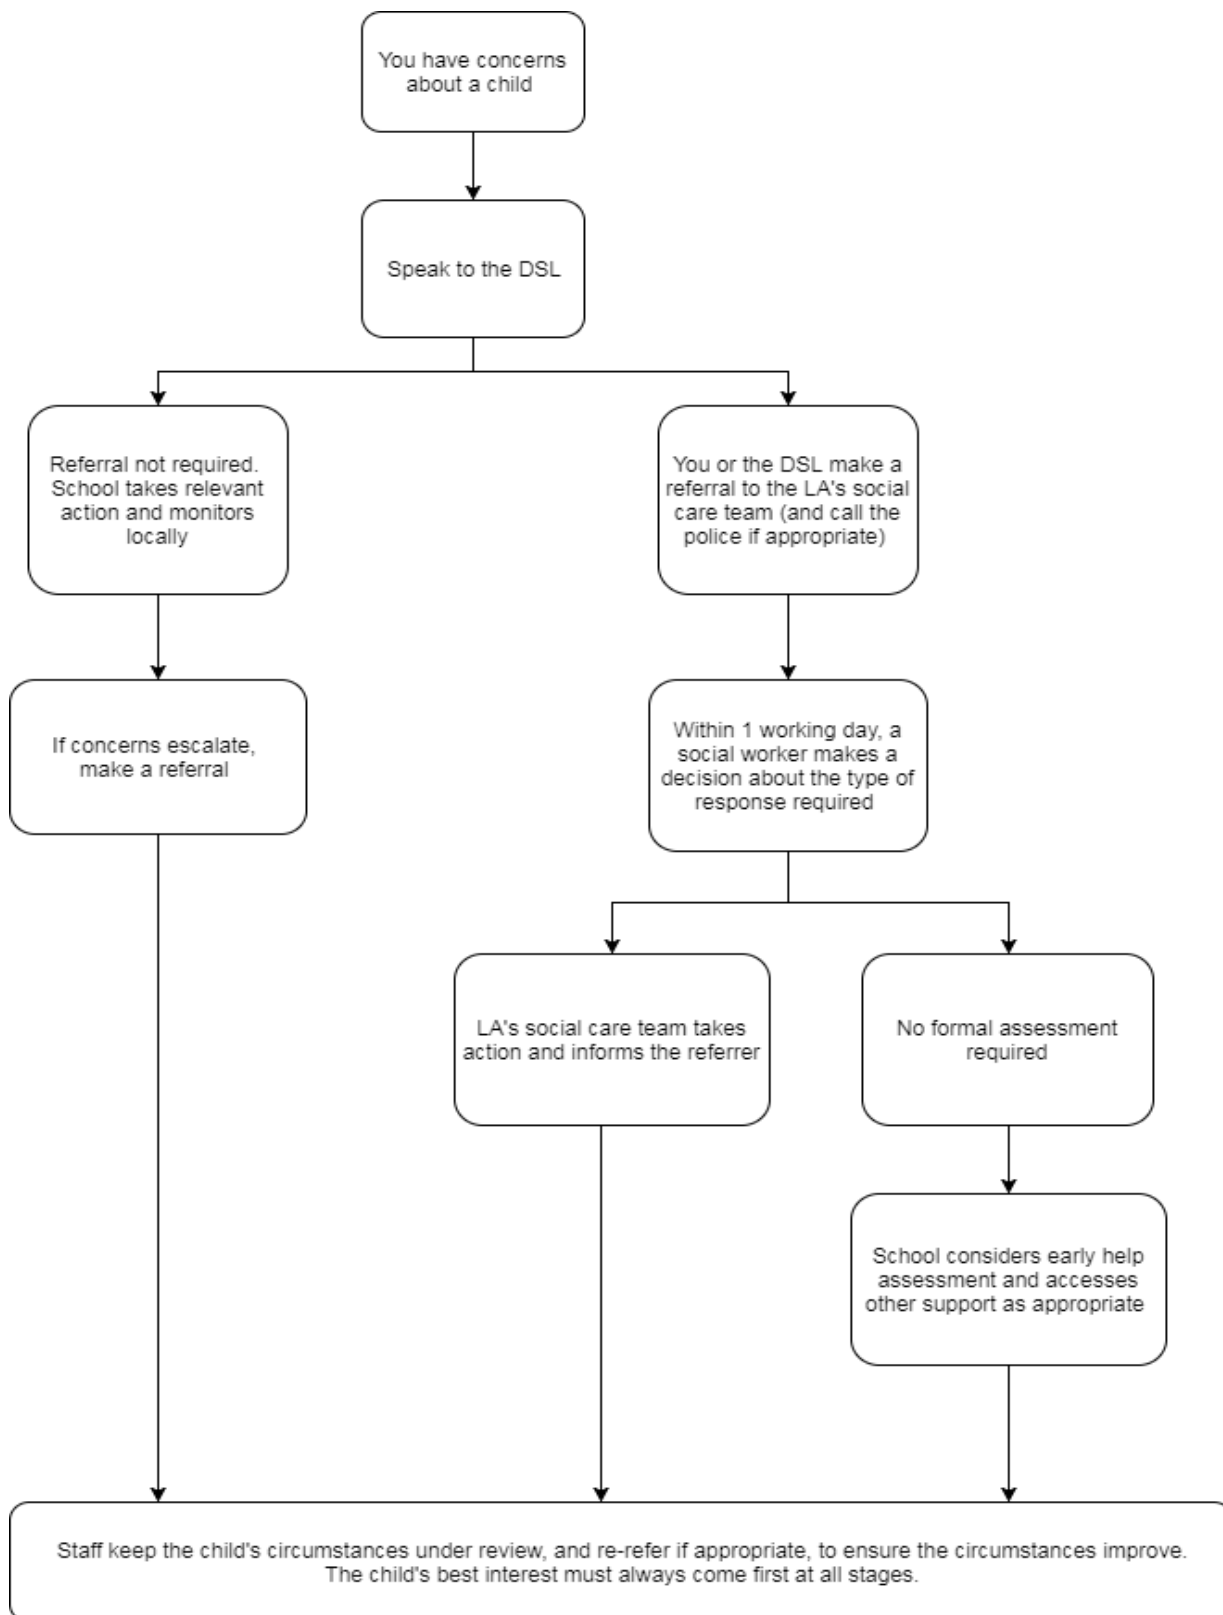 You have concerns
about a child
Speak to the DSL
Referral not required.
School takes relevant
action and monitors
locally
You or the DSL make a
referral to the LA's social
care team (and call the
police if appropriate)
If concerns escalate,
make a referral
Within 1 working day, a
social worker makes a
decision about the type of
response required
LA's social care team takes
action and informs the referrer
No formal assessment
required
School considers early help
assessment and accesses
other support as appropriate
Staff keep the child's circumstances under review, and re-refer if appropriate, to ensure the circumstances improve.
The child's best interest must always come first at all stages.